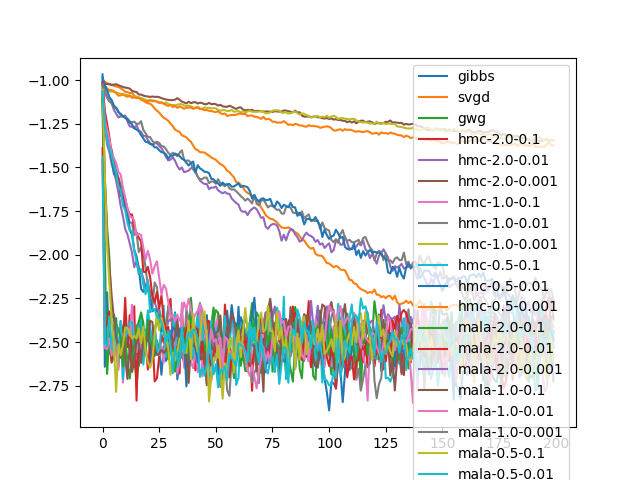 −1.00
−1.25
−1.50
−1.75
−2.00
−2.25
−2.50
−2.75
0
25
50
75
100
125
150
175
200
gibbs
svgd
gwg
hmc-2.0-0.1
hmc-2.0-0.01
hmc-2.0-0.001
hmc-1.0-0.1
hmc-1.0-0.01
hmc-1.0-0.001
hmc-0.5-0.1
hmc-0.5-0.01
hmc-0.5-0.001
mala-2.0-0.1
mala-2.0-0.01
mala-2.0-0.001
mala-1.0-0.1
mala-1.0-0.01
mala-1.0-0.001
mala-0.5-0.1
mala-0.5-0.01